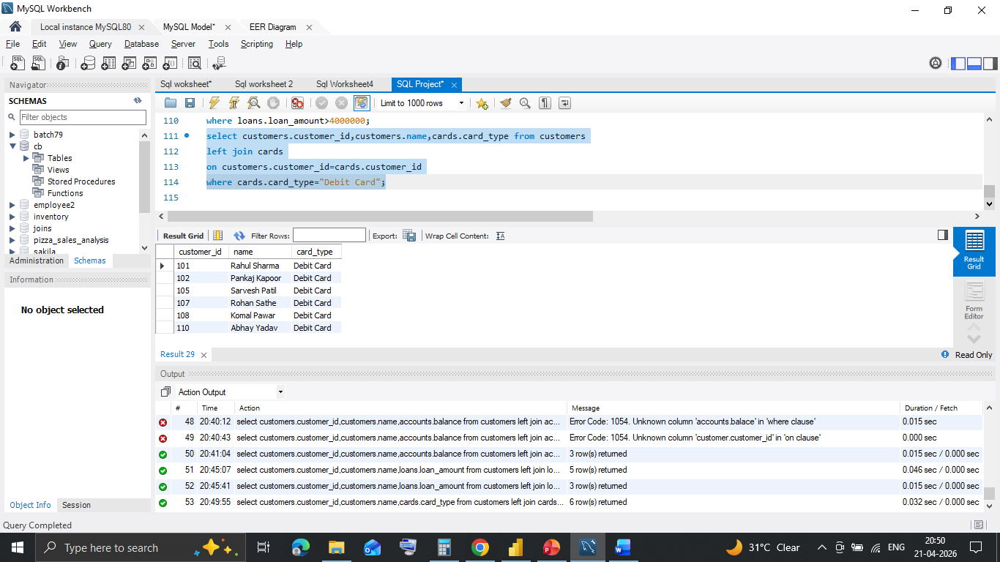 MySQL Workbench
Local instance MySQL80
MySQL Model*
EER Diagram
File Edit View Query Database Server Tools Scripting Help
Navigator
SCHEMAS
Filter objects
batch79
cb
Tables
Views
Stored Procedures
Functions
employee2
inventory
joins
pizza_sales_analysis
sakila
Administration Schemas
Information
No object selected
Object Info Session
Sql woksheet* Sql worksheet 2 Sql Worksheet4 SQL Project*
Limit to 1000 rows
110 where loans.loan_amount>4000000;
111 select customers.customer_id,customers.name,cards.card_type from customers
112 left join cards
113 on customers.customer_id=cards.customer_id
114 where cards.card_type="Debit Card";
115
Result Grid Filter Rows: Export: Wrap Cell Content:
customer_id name card_type
101 Rahul Sharma Debit Card
102 Pankaj Kapoor Debit Card
105 Sarvesh Patil Debit Card
107 Rohan Sathe Debit Card
108 Komal Pawar Debit Card
110 Abhay Yadav Debit Card
Result Grid
Form Editor
Result 29
Read Only
Output
Action Output
# Time Action Message Duration / Fetch
48 20:40:12 select customers.customer_id,customers.name,accounts.balance from customers left join ac... Error Code: 1054. Unknown column 'accounts.balace' in 'where clause' 0.015 sec
49 20:40:43 select customers.customer_id,customers.name,accounts.balance from customers left join ac... Error Code: 1054. Unknown column 'customer.customer_id' in 'on clause' 0.000 sec
50 20:41:04 select customers.customer_id,customers.name,accounts.balance from customers left join ac... 3 row(s) returned 0.015 sec / 0.000 sec
51 20:45:07 select customers.customer_id,customers.name,loans.loan_amount from customers left join lo... 5 row(s) returned 0.046 sec / 0.000 sec
52 20:45:41 select customers.customer_id,customers.name,loans.loan_amount from customers left join lo... 3 row(s) returned 0.015 sec / 0.000 sec
53 20:49:55 select customers.customer_id,customers.name,cards.card_type from customers left join cards... 6 row(s) returned 0.032 sec / 0.000 sec
Query Completed
Type here to search
31°C Clear
ENG
20:50
21-04-2026